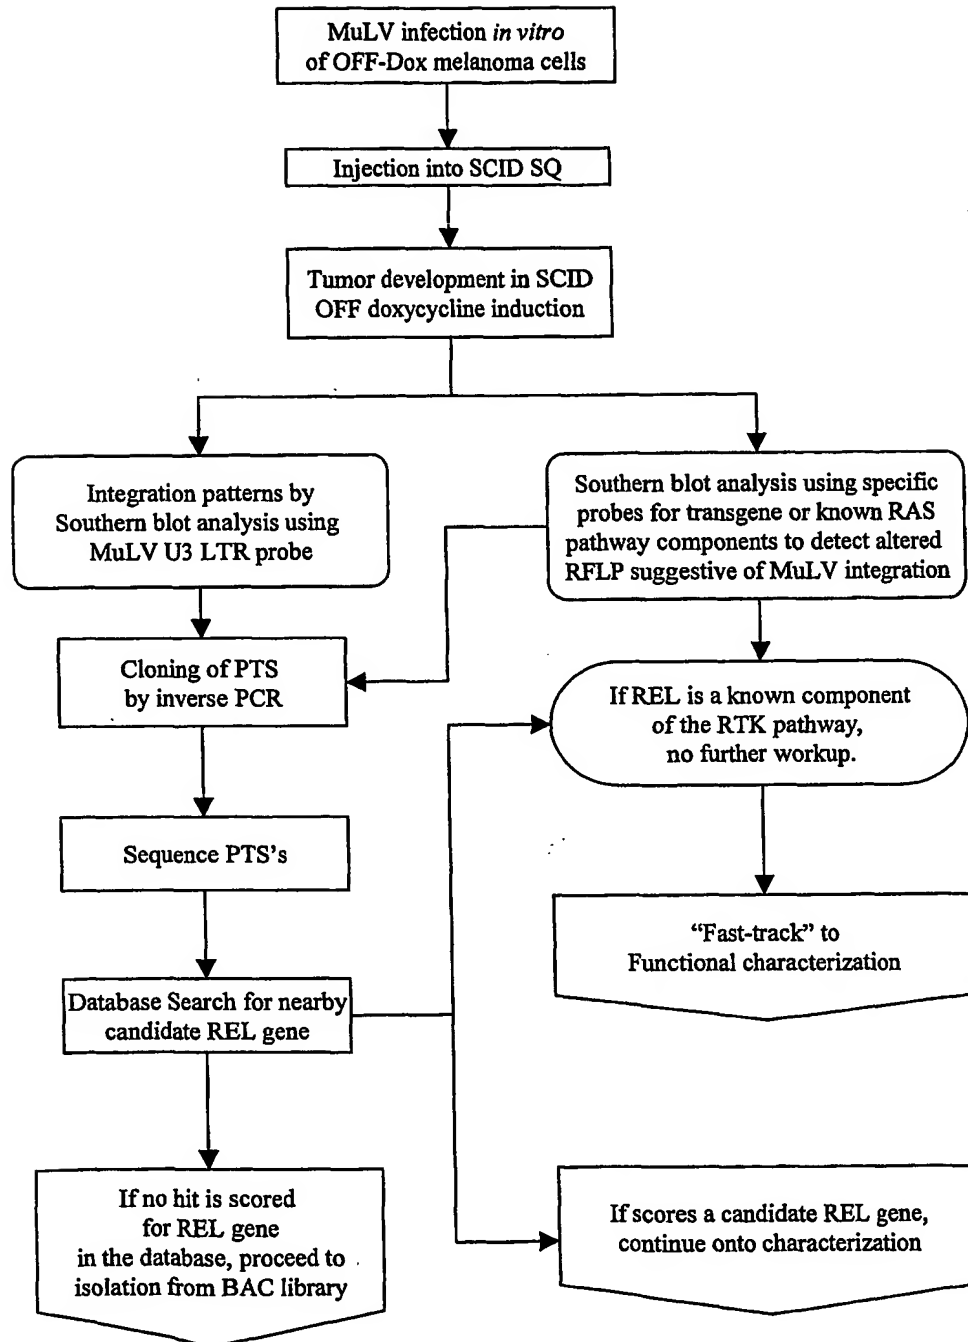 MuLV infection in vitro
of OFF-Dox melanoma cells
Injection into SCID SQ
Tumor development in SCID
OFF doxycycline induction
Integration patterns by
Southern blot analysis using
MuLV U3 LTR probe
Southern blot analysis using specific
probes for transgene or known RAS
pathway components to detect altered
RFLP suggestive of MuLV integration
Cloning of PTS
by inverse PCR
If REL is a known component
of the RTK pathway,
no further workup.
Sequence PTS's
"Fast-track" to
Functional characterization
Database Search for nearby
candidate REL gene
If no hit is scored
for REL gene
in the database, proceed to
isolation from BAC library
If scores a candidate REL gene,
continue onto characterization